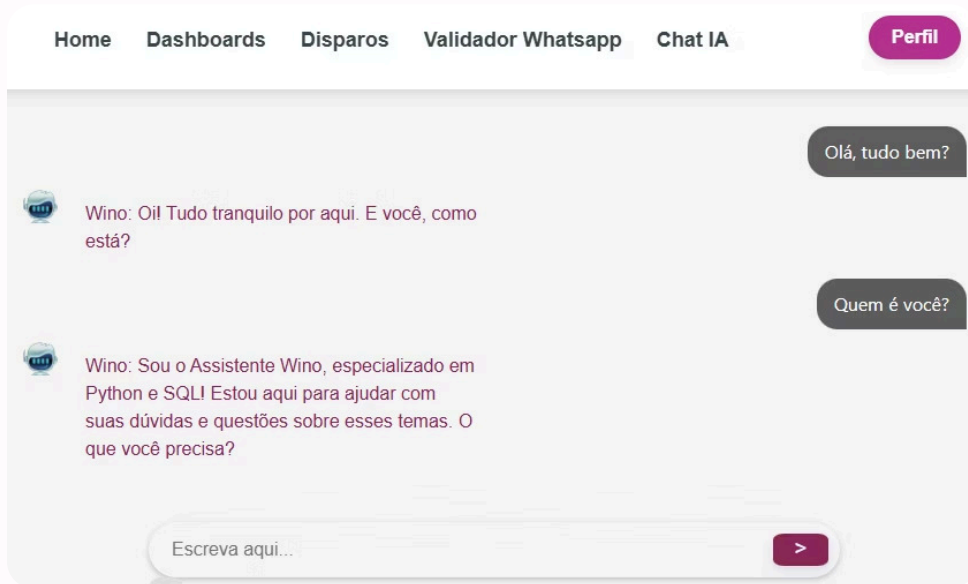 Home Dashboards Disparos Validador Whatsapp Chat IA Perfil
Olá, tudo bem?
Wino: Oi! Tudo tranquilo por aqui. E você, como
está?
Quem é você?
Wino: Sou o Assistente Wino, especializado em
Python e SQL! Estou aqui para ajudar com
suas dúvidas e questões sobre esses temas. O
que você precisa?
Escreva aqui...
>